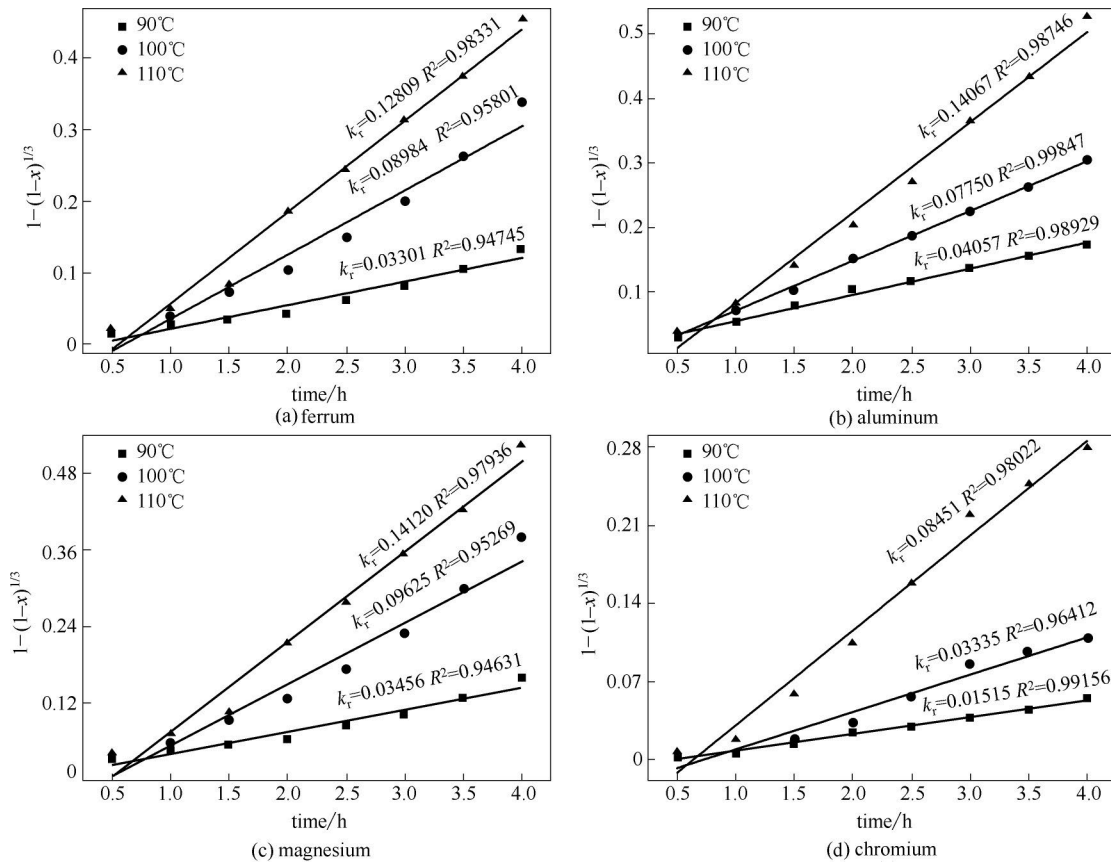 90℃
100℃
110℃
0.4
0.3
0.2
0.1
0
1−(1−x)^{1/3}
k_r=0.12809 R²=0.98331
k_r=0.08984 R²=0.95801
k_r=0.03301 R²=0.94745
0.5 1.0 1.5 2.0 2.5 3.0 3.5 4.0
time/h
(a) ferrum
90℃
100℃
110℃
0.5
0.4
0.3
0.2
0.1
1−(1−x)^{1/3}
k_r=0.14067 R²=0.98746
k_r=0.07750 R²=0.99847
k_r=0.04057 R²=0.98929
0.5 1.0 1.5 2.0 2.5 3.0 3.5 4.0
time/h
(b) aluminum
90℃
100℃
110℃
0.48
0.36
0.24
0.12
0
1−(1−x)^{1/3}
k_r=0.14120 R²=0.97936
k_r=0.09625 R²=0.95269
k_r=0.03456 R²=0.94631
0.5 1.0 1.5 2.0 2.5 3.0 3.5 4.0
time/h
(c) magnesium
90℃
100℃
110℃
0.28
0.21
0.14
0.07
0
1−(1−x)^{1/3}
k_r=0.08451 R²=0.98022
k_r=0.03335 R²=0.96412
k_r=0.01515 R²=0.99156
0.5 1.0 1.5 2.0 2.5 3.0 3.5 4.0
time/h
(d) chromium